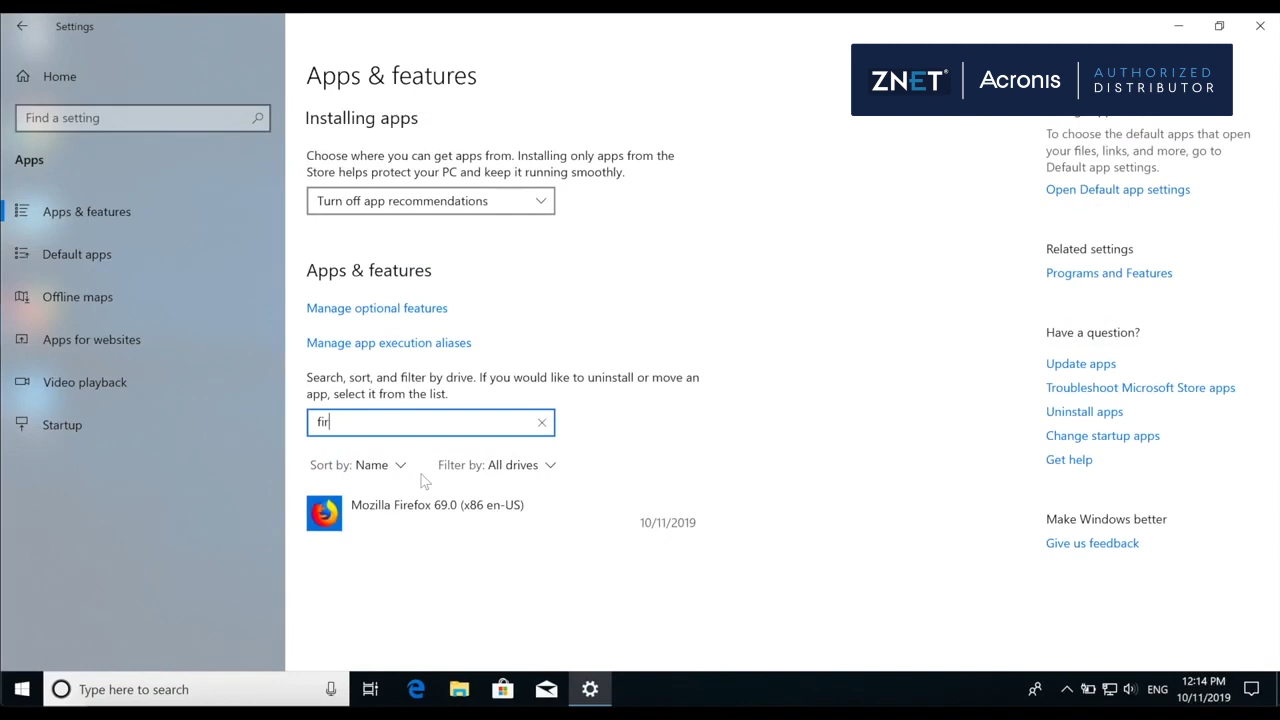 Settings
Home
Find a setting
Apps
Apps & features
Default apps
Offline maps
Apps for websites
Video playback
Startup
Apps & features
Installing apps
Choose where you can get apps from. Installing only apps from the
Store helps protect your PC and keep it running smoothly.
Turn off app recommendations
Apps & features
Manage optional features
Manage app execution aliases
Search, sort, and filter by drive. If you would like to uninstall or move an
app, select it from the list.
fir
Sort by: Name
Filter by: All drives
Mozilla Firefox 69.0 (x86 en-US)
10/11/2019
ZNET® Acronis AUTHORIZED
DISTRIBUTOR
To choose the default apps that open
your files, links, and more, go to
Default app settings.
Open Default app settings
Related settings
Programs and Features
Have a question?
Update apps
Troubleshoot Microsoft Store apps
Uninstall apps
Change startup apps
Get help
Make Windows better
Give us feedback
Type here to search
ENG
12:14 PM
10/11/2019